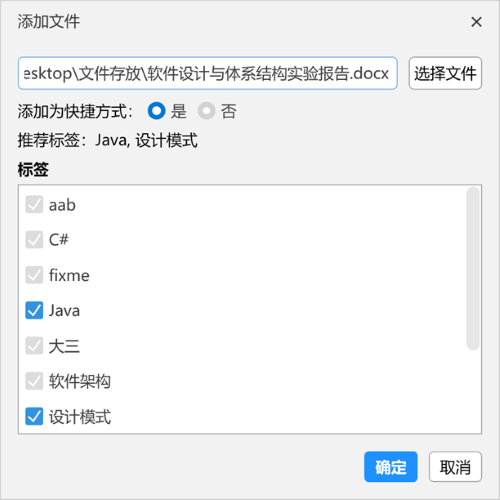 添加文件
esktop\文件存放\软件设计与体系结构实验报告.docx 选择文件
添加为快捷方式： 是 否
推荐标签：Java, 设计模式
标签
aab
C#
fixme
Java
大三
软件架构
设计模式
确定 取消